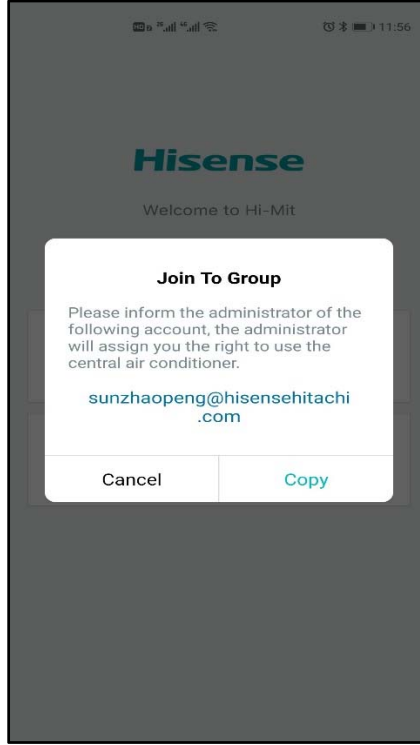 11:56
Hisense
Welcome to Hi-Mit
Join To Group
Please inform the administrator of the
following account, the administrator
will assign you the right to use the
central air conditioner.
sunzhaopeng@hisensehitachi
.com
Cancel
Copy